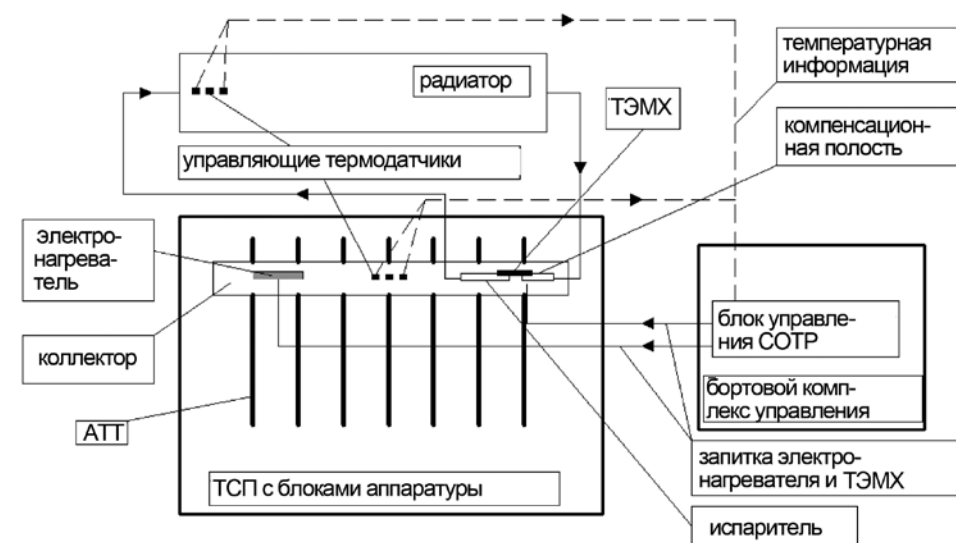 температурная
информация
радиатор
ТЭМХ
компенсацион-
ная полость
управляющие термодатчики
электро-
нагрева-
тель
коллектор
блок управле-
ния СОТР
бортовой комп-
лекс управления
АТТ
ТСП с блоками аппаратуры
запитка электро-
нагревателя и ТЭМХ
испаритель